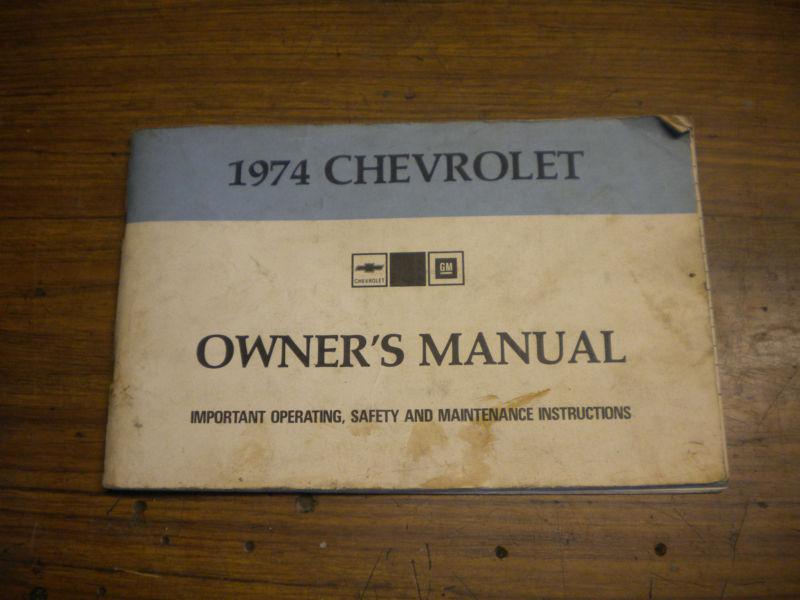 1974 CHEVROLET
CHEVROLET
GM
OWNER'S MANUAL
IMPORTANT OPERATING, SAFETY AND MAINTENANCE INSTRUCTIONS